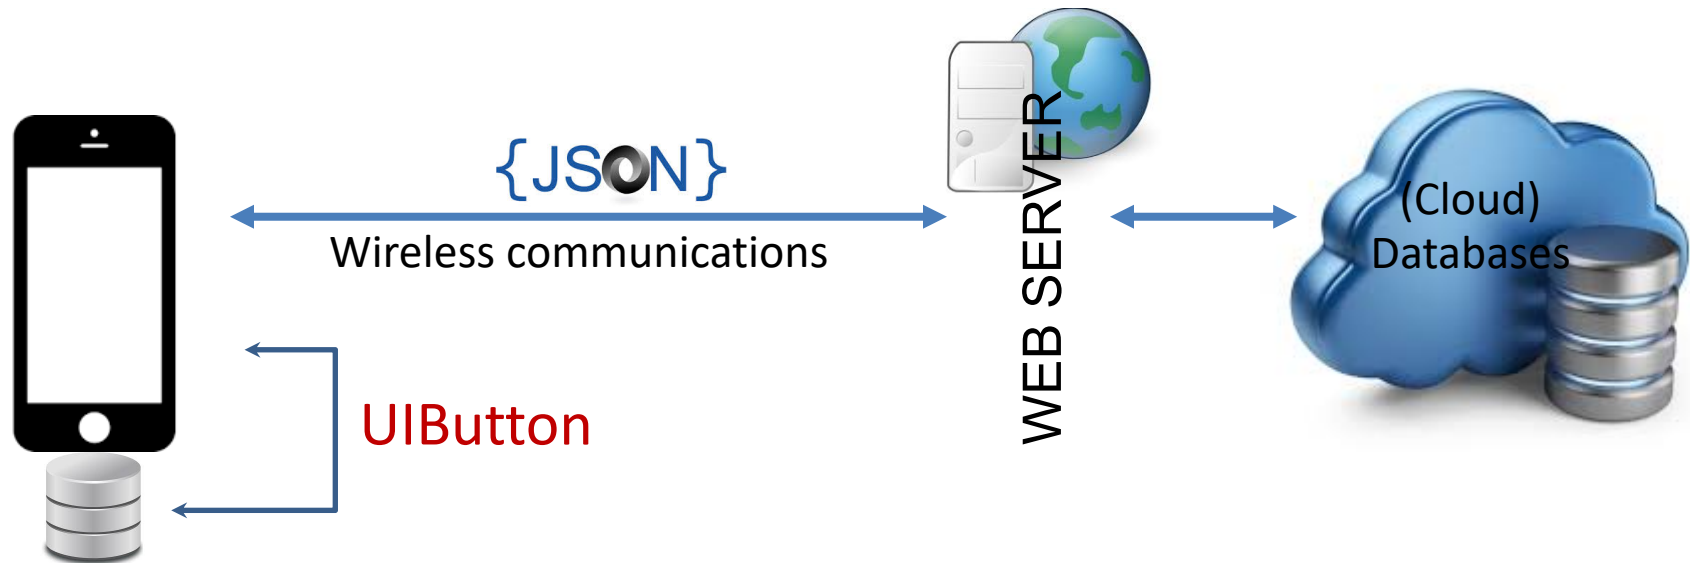 {JSON}
Wireless communications
UIButton
WEB SERVER
(Cloud)
Databases